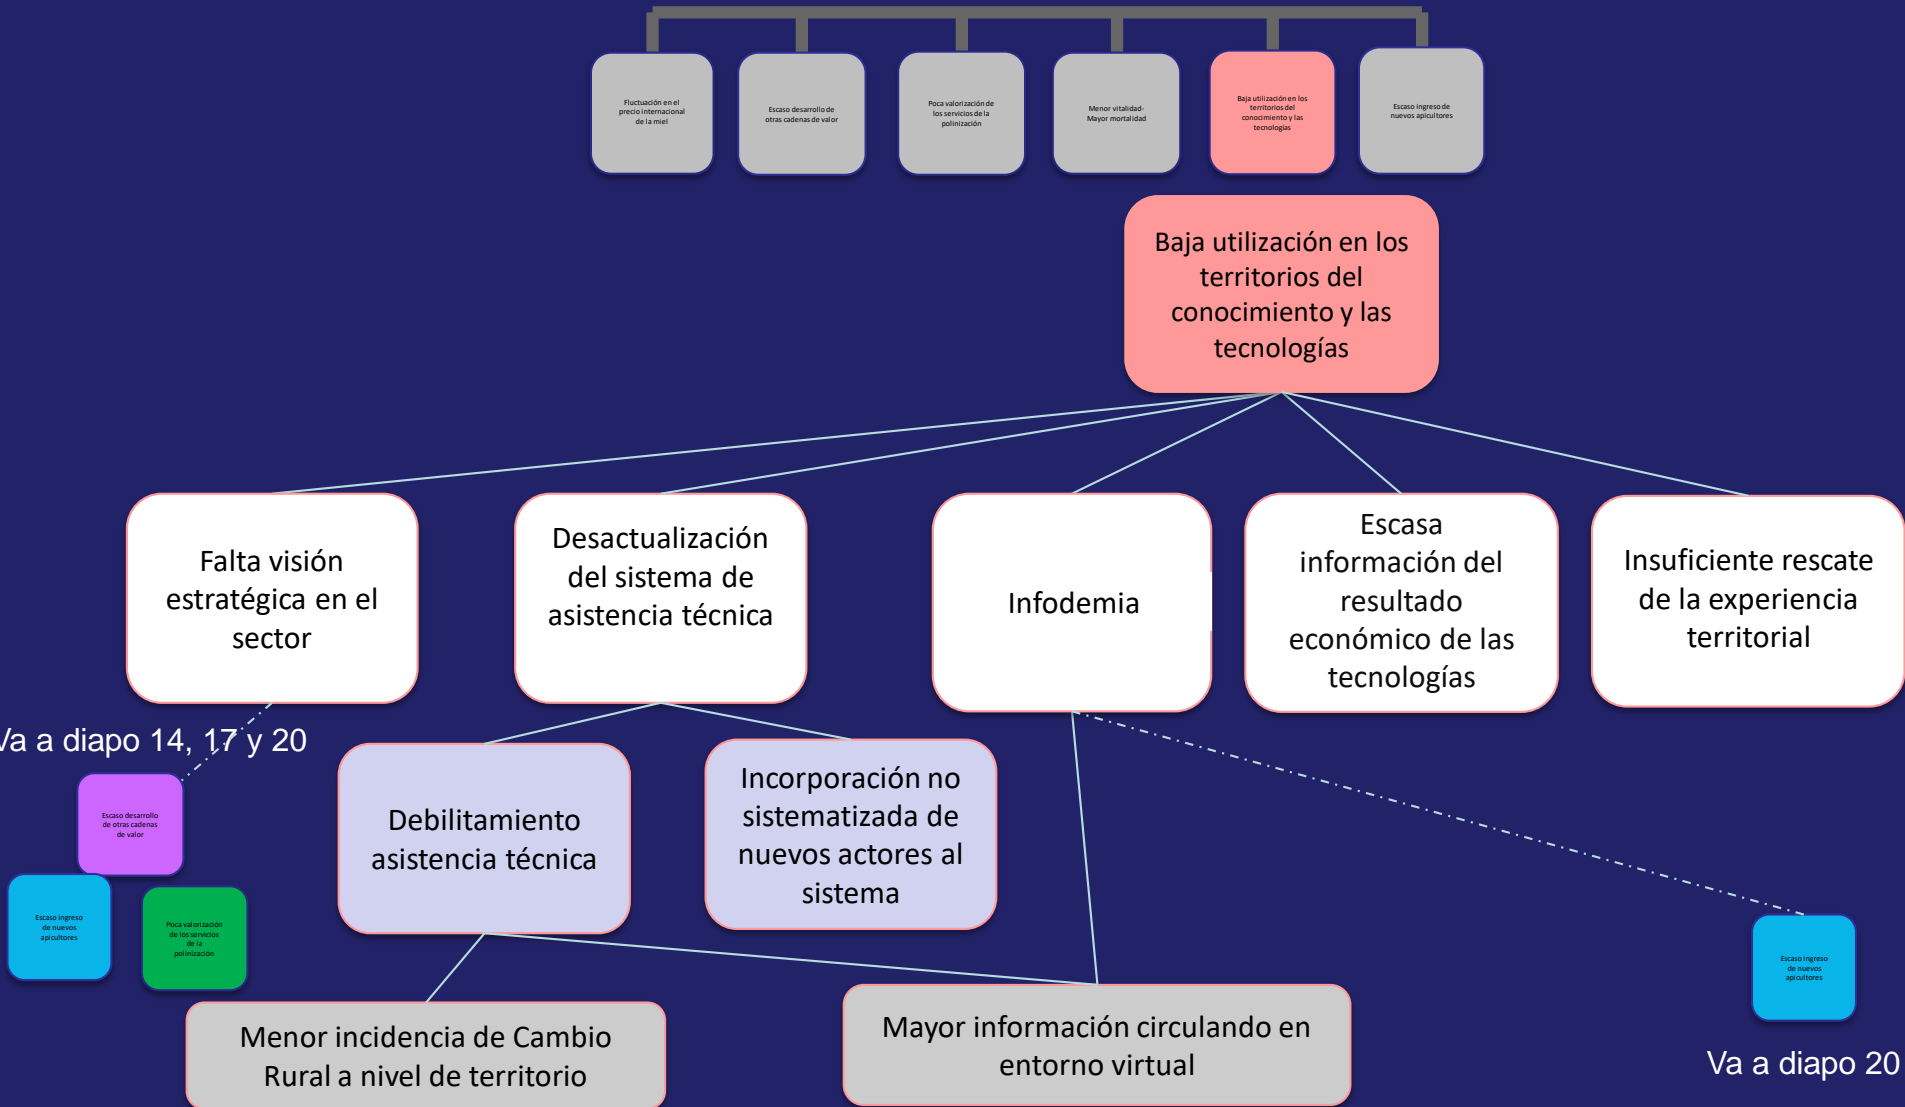 Fluctuación en el
precio internacional
de la miel
Escaso desarrollo de
otras cadenas de valor
Poca valorización de
los servicios de la
polinización
Menor vitalidad-
Mayor mortalidad
Baja utilización en los
territorios del
conocimiento y las
tecnologías
Escaso ingreso de
nuevos apicultores
Baja utilización en los
territorios del
conocimiento y las
tecnologías
Falta visión
estratégica en el
sector
Desactualización
del sistema de
asistencia técnica
Infodemia
Escasa
información del
resultado
económico de las
tecnologías
Insuficiente rescate
de la experiencia
territorial
Va a diapo 14, 17 y 20
Escaso desarrollo
de otras cadenas
de valor
Escaso ingreso
de nuevos
apicultores
Poca valorización
de los servicios
de la
polinización
Debilitamiento
asistencia técnica
Incorporación no
sistematizada de
nuevos actores al
sistema
Menor incidencia de Cambio
Rural a nivel de territorio
Mayor información circulando en
entorno virtual
Escaso ingreso
de nuevos
apicultores
Va a diapo 20